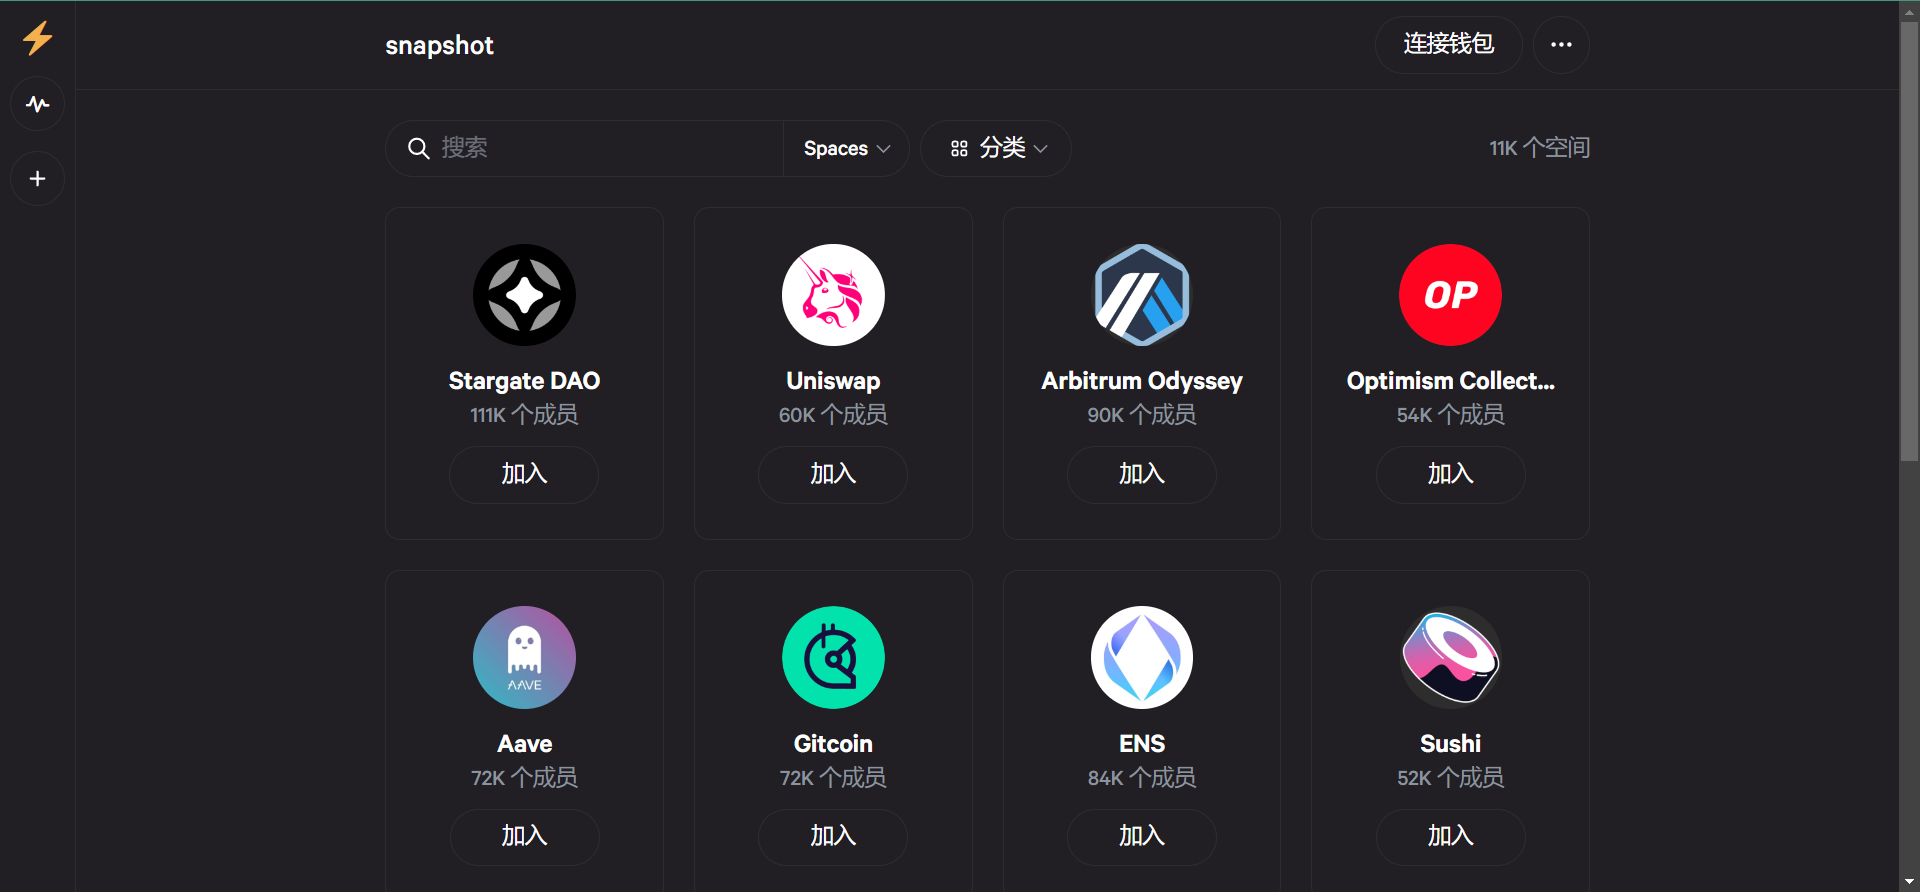 snapshot
连接钱包
搜索
Spaces
分类
11K 个空间
OP
Stargate DAO
Uniswap
Arbitrum Odyssey
Optimism Collect...
111K 个成员
60K 个成员
90K 个成员
54K 个成员
加入
加入
加入
加入
AAVE
Aave
Gitcoin
ENS
Sushi
72K 个成员
72K 个成员
84K 个成员
52K 个成员
加入
加入
加入
加入